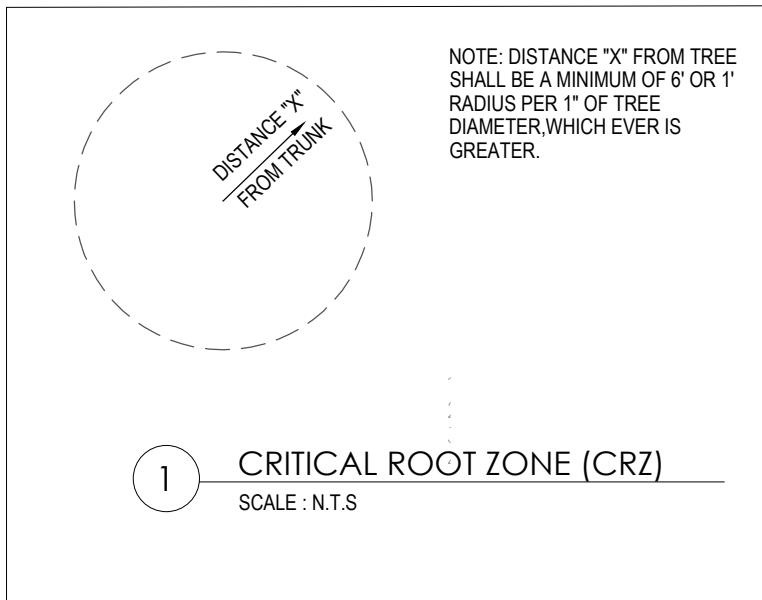 DISTANCE "X"
FROM TRUNK
NOTE: DISTANCE "X" FROM TREE
SHALL BE A MINIMUM OF 6' OR 1'
RADIUS PER 1" OF TREE
DIAMETER,WHICH EVER IS
GREATER.
1
CRITICAL ROOT ZONE (CRZ)
SCALE : N.T.S